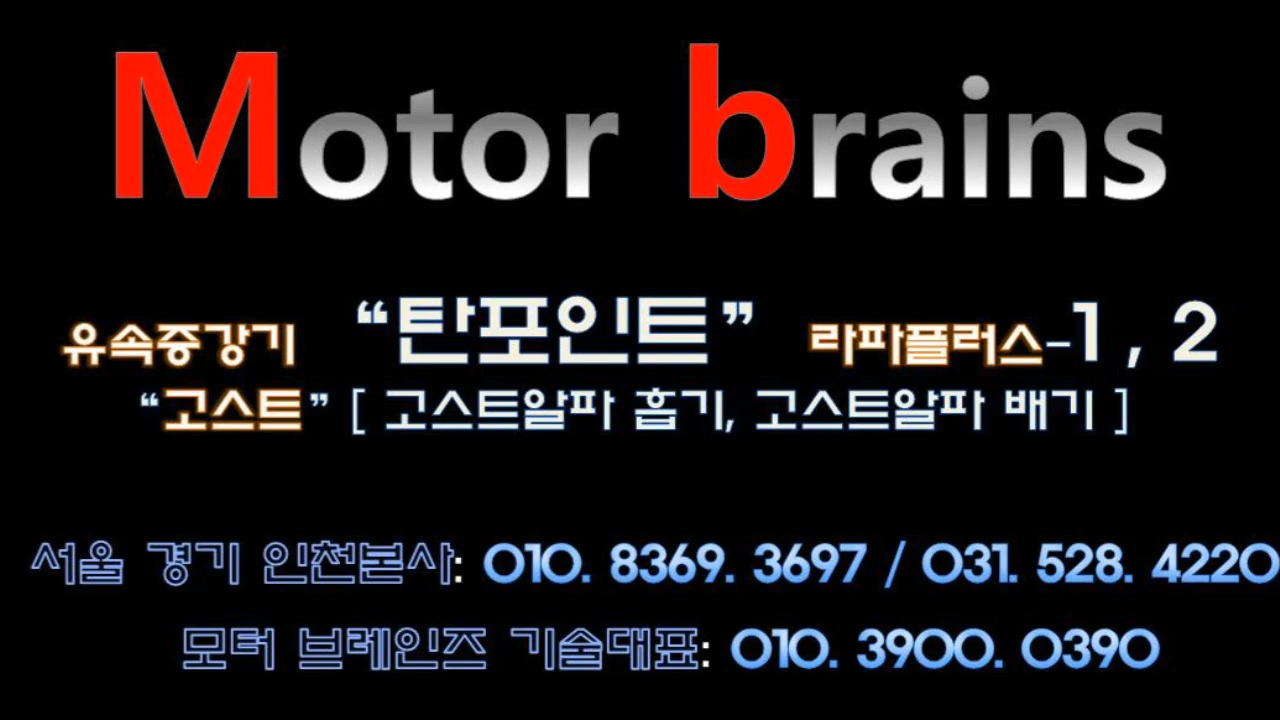 Motor brains
유속증강기 “탄포인트” 라파플러스-1 , 2
“고스트” [ 고스트알파 흡기, 고스트알파 배기 ]
서울 경기 인천본사: 010. 8369. 3697 / 031. 528. 4220
모터 브레인즈 기술대표: 010. 3900. 0390